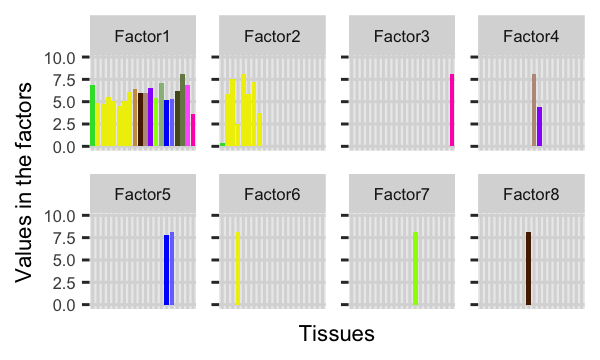 Factor1 Factor2 Factor3 Factor4
10.0
7.5
5.0
2.5
0.0
Values in the factors
Factor5 Factor6 Factor7 Factor8
10.0
7.5
5.0
2.5
0.0
Tissues